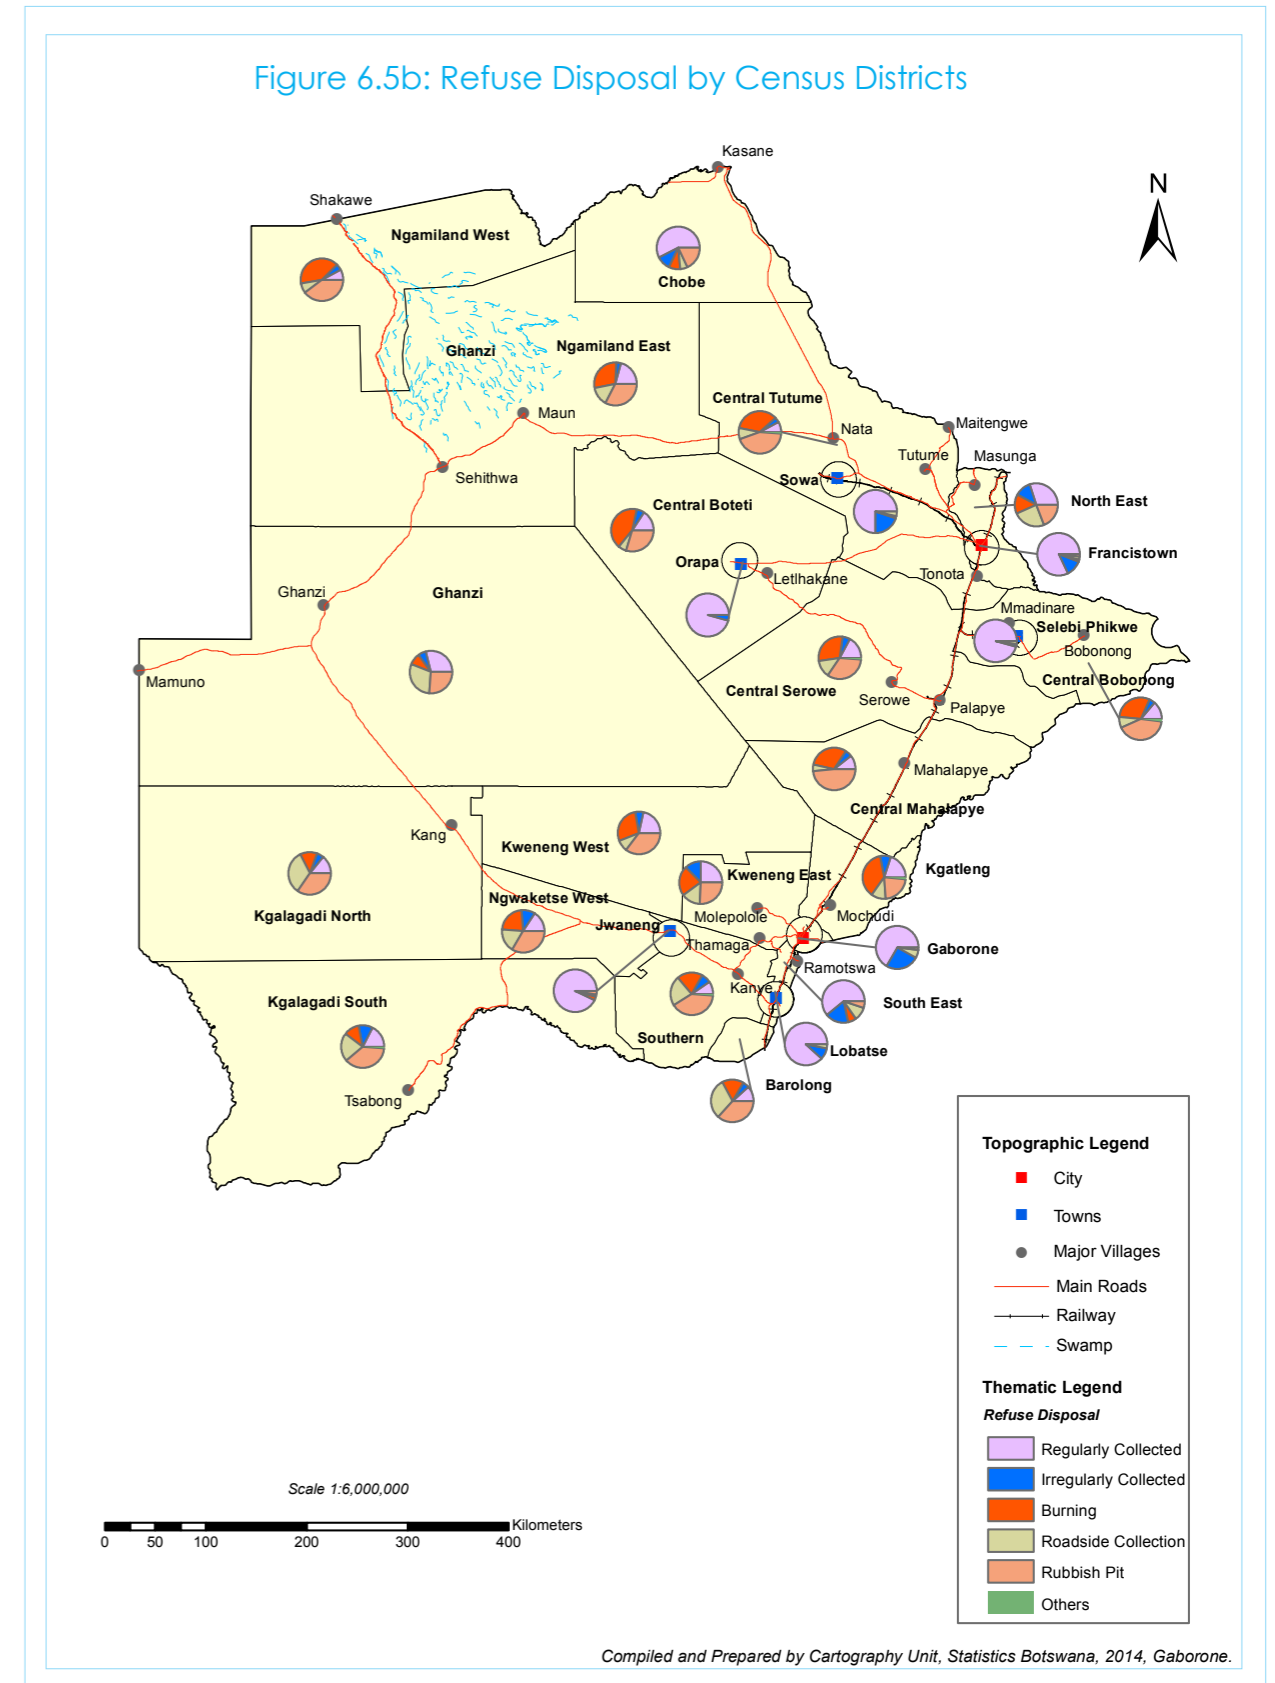 Figure 6.5b: Refuse Disposal by Census Districts
Kasane
N
Shakawe
Ngamiland West
Chobe
Ghanzi
Ngamiland East
Central Tutume
Maun
Nata
Maitengwe
Tutume
Masunga
Sehithwa
Sowa
North East
Central Boteti
Francistown
Orapa
Letlhakane
Tonota
Ghanzi
Ghanzi
Mmadinare
Selebi Phikwe
Bobonong
Mamuno
Central Serowe
Serowe
Central Bobonong
Palapye
Mahalapye
Central Mahalapye
Kang
Kweneng West
Kgatleng
Kweneng East
Kgalagadi North
Ngwaketse West
Molepolole
Mochudi
Jwaneng
Thamaga
Gaborone
Ramotswa
Kanye
Kgalagadi South
South East
Southern
Lobatse
Barolong
Tsabong
Topographic Legend
City
Towns
Major Villages
Main Roads
Railway
Swamp
Thematic Legend
Refuse Disposal
Regularly Collected
Irregularly Collected
Burning
Roadside Collection
Rubbish Pit
Others
Scale 1:6,000,000
Kilometers
0 50 100 200 300 400
Compiled and Prepared by Cartography Unit, Statistics Botswana, 2014, Gaborone.